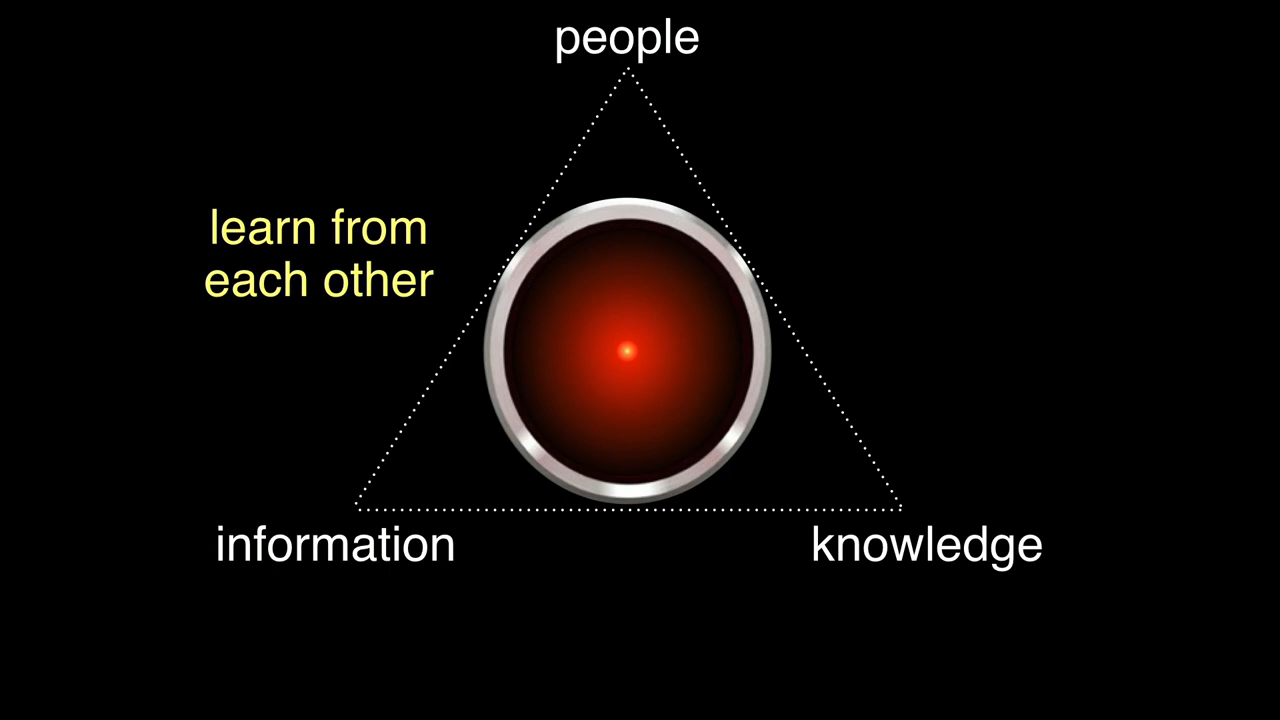 people
learn from
each other
information
knowledge